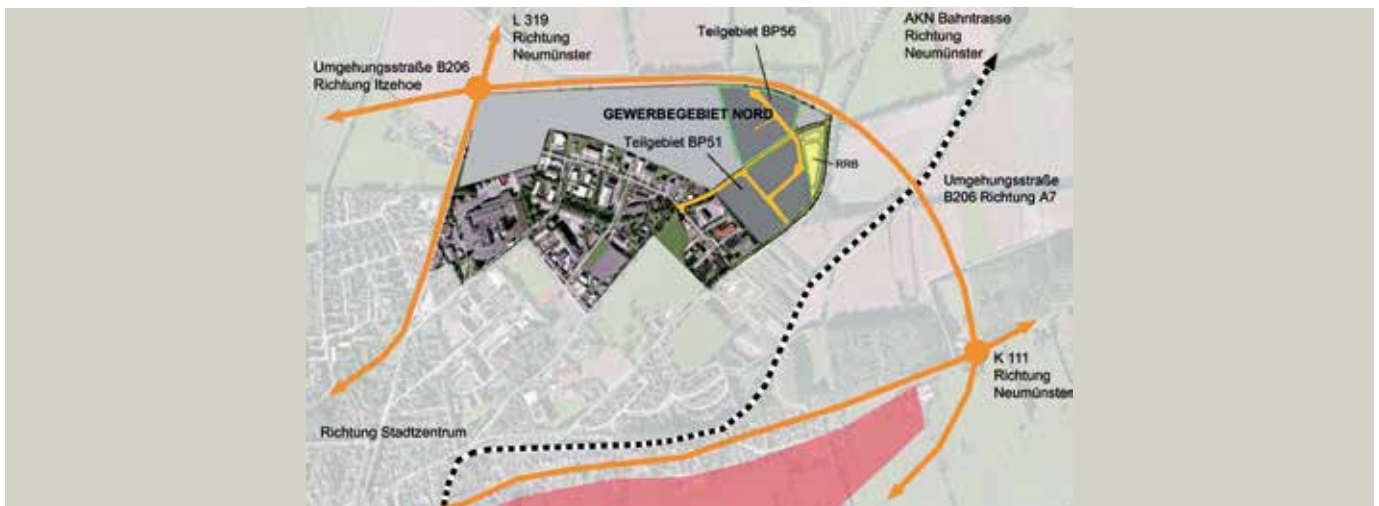 L 319
Richtung
Neumünster
Teilgebiet BP56
AKN Bahntrasse
Richtung
Neumünster
Umgehungsstraße B206
Richtung Itzehoe
GEWERBEGEBIET NORD
Teilgebiet BP51
RRB
Umgehungsstraße
B206 Richtung A7
K 111
Richtung
Neumünster
Richtung Stadtzentrum